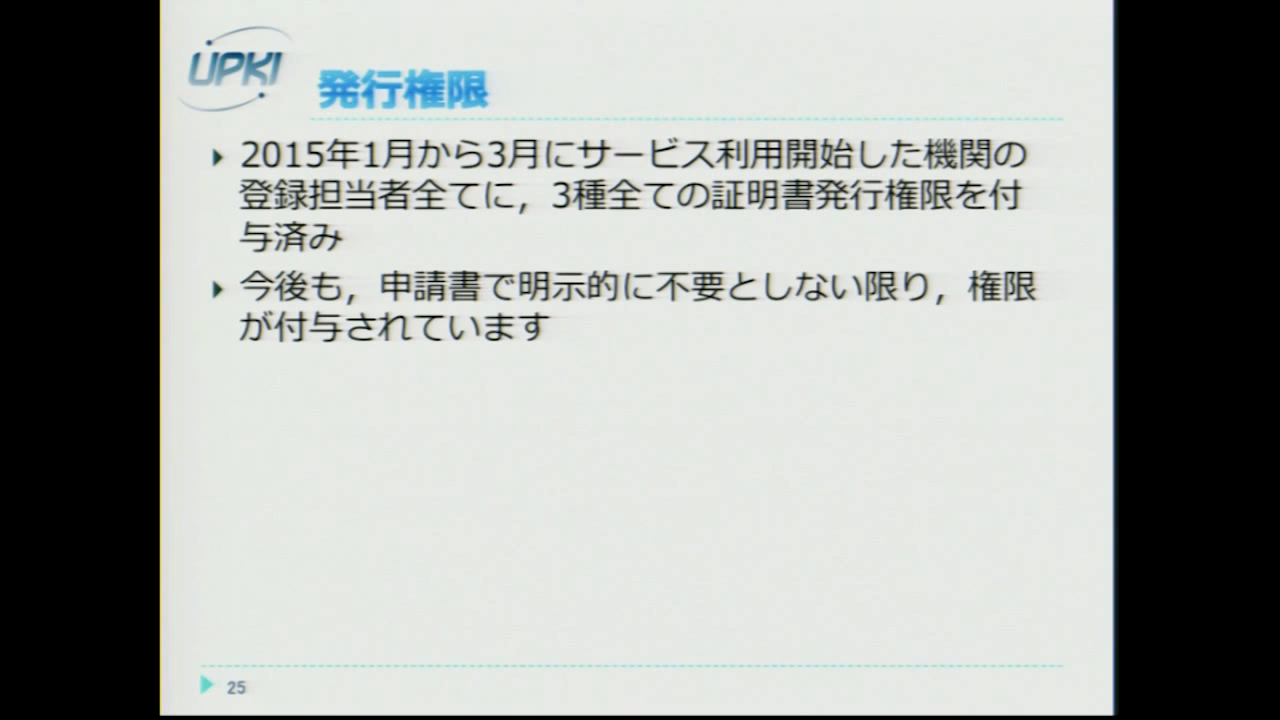 UPKI
発行権限
2015年1月から3月にサービス利用開始した機関の
登録担当者全てに，3種全ての証明書発行権限を付
与済み
今後も，申請書で明示的に不要としない限り，権限
が付与されています
25